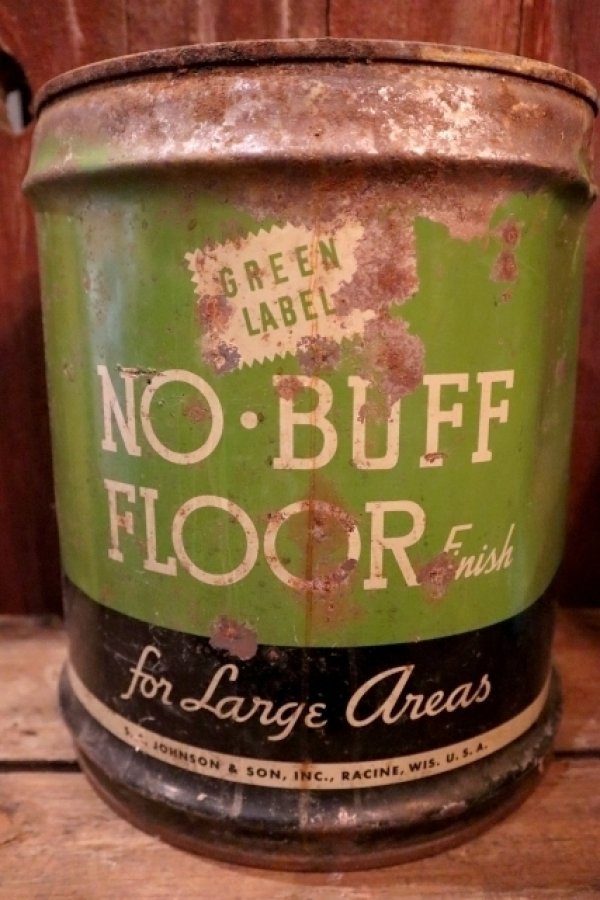 GREEN
LABEL
NO·BUFF
FLOOR Finish
for Large Areas
S. C. JOHNSON & SON, INC., RACINE, WIS. U. S. A.